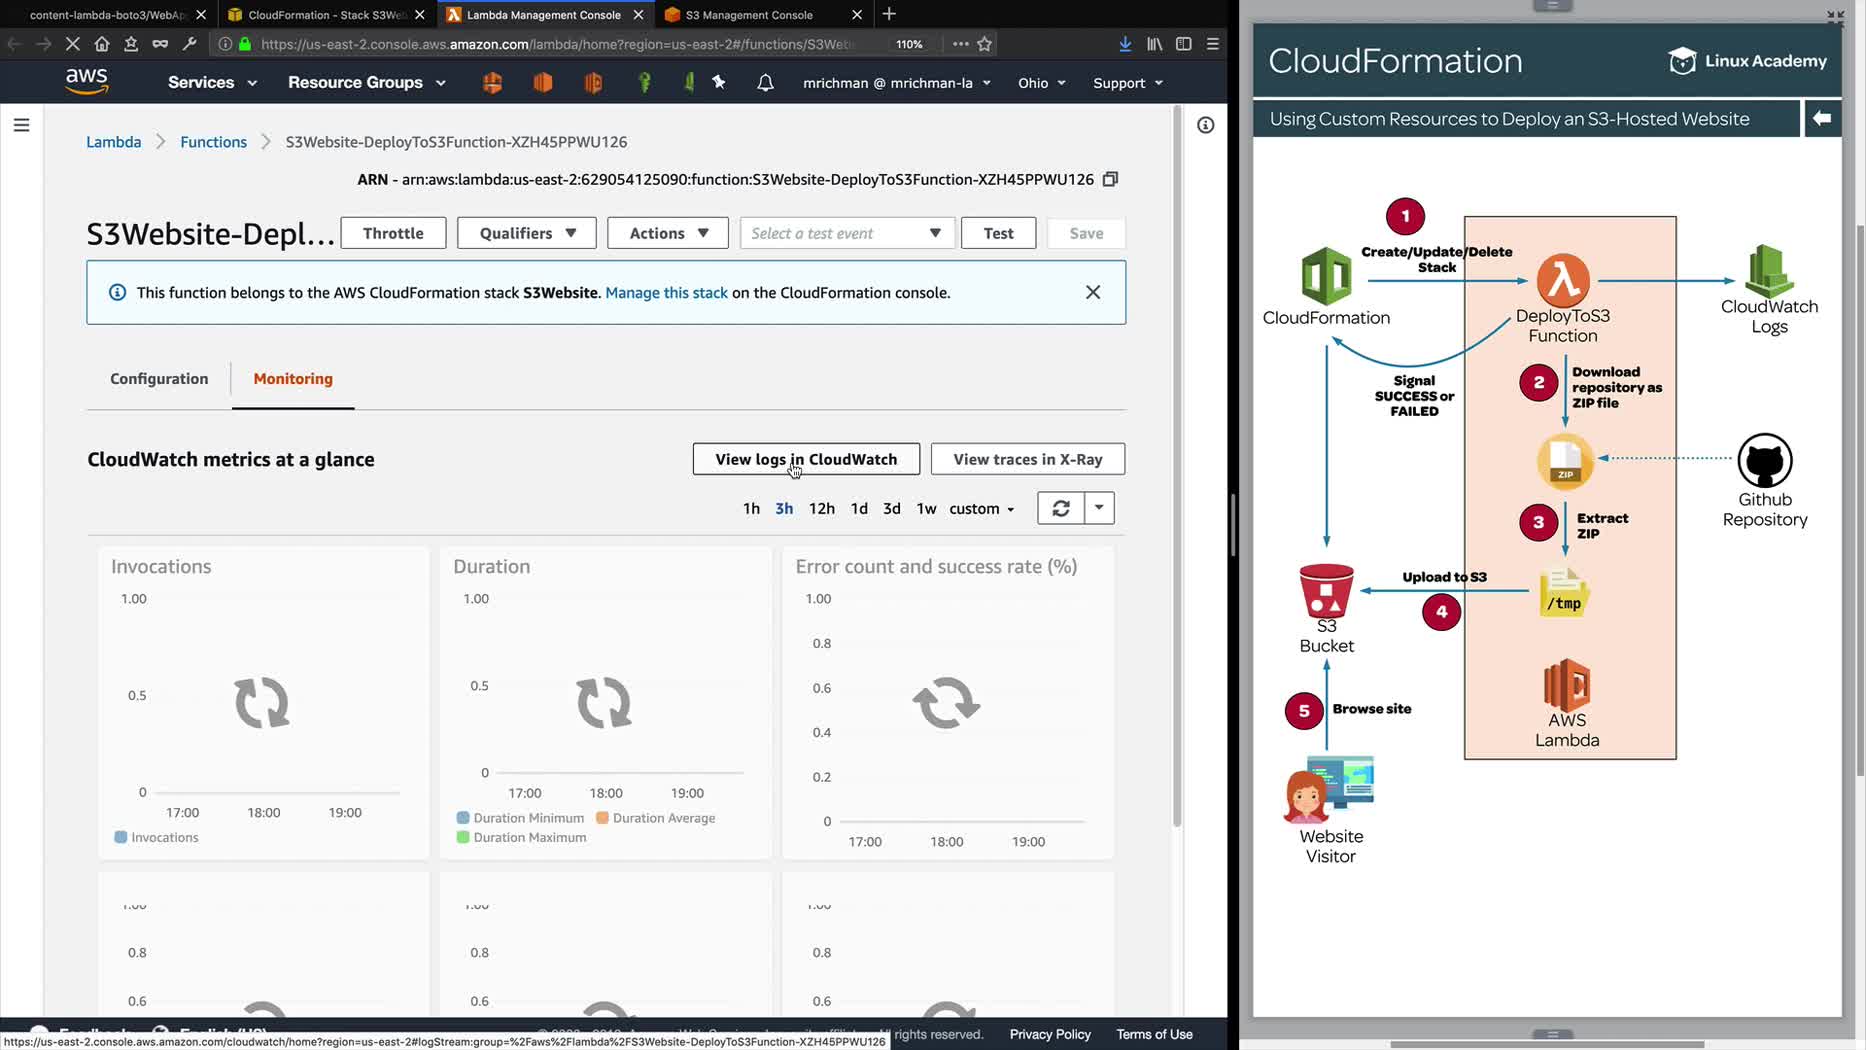 content-lambda-boto3/WebApp
CloudFormation - Stack S3Web
Lambda Management Console
S3 Management Console
https://us-east-2.console.aws.amazon.com/lambda/home?region=us-east-2#/functions/S3Web
110%
aws
Services
Resource Groups
mrichman @ mrichman-la
Ohio
Support
Lambda
Functions
S3Website-DeployToS3Function-XZH45PPWU126
ARN - arn:aws:lambda:us-east-2:629054125090:function:S3Website-DeployToS3Function-XZH45PPWU126
S3Website-Depl...
Throttle
Qualifiers
Actions
Select a test event
Test
Save
This function belongs to the AWS CloudFormation stack S3Website. Manage this stack on the CloudFormation console.
Configuration
Monitoring
CloudWatch metrics at a glance
View logs in CloudWatch
View traces in X-Ray
1h 3h 12h 1d 3d 1w custom
Invocations
1.00
0.5
0
17:00 18:00 19:00
Invocations
Duration
1.00
0.5
0
17:00 18:00 19:00
Duration Minimum
Duration Average
Duration Maximum
Error count and success rate (%)
1.00
0.8
0.6
0.4
0.2
0
17:00 18:00 19:00
1.00
0.8
0.6
1.00
0.8
0.6
1.00
0.8
0.6
rights reserved.
Privacy Policy
Terms of Use
https://us-east-2.console.aws.amazon.com/cloudwatch/home?region=us-east-2#logStream:group=%2Faws%2Flambda%2FS3Website-DeployToS3Function-XZH45PPWU126
CloudFormation
Linux Academy
Using Custom Resources to Deploy an S3-Hosted Website
1
Create/Update/Delete
Stack
CloudFormation
DeployToS3
Function
CloudWatch
Logs
Signal
SUCCESS or
FAILED
2
Download
repository as
ZIP file
ZIP
Github
Repository
3
Extract
ZIP
/tmp
Upload to S3
4
S3
Bucket
AWS
Lambda
5
Browse site
Website
Visitor